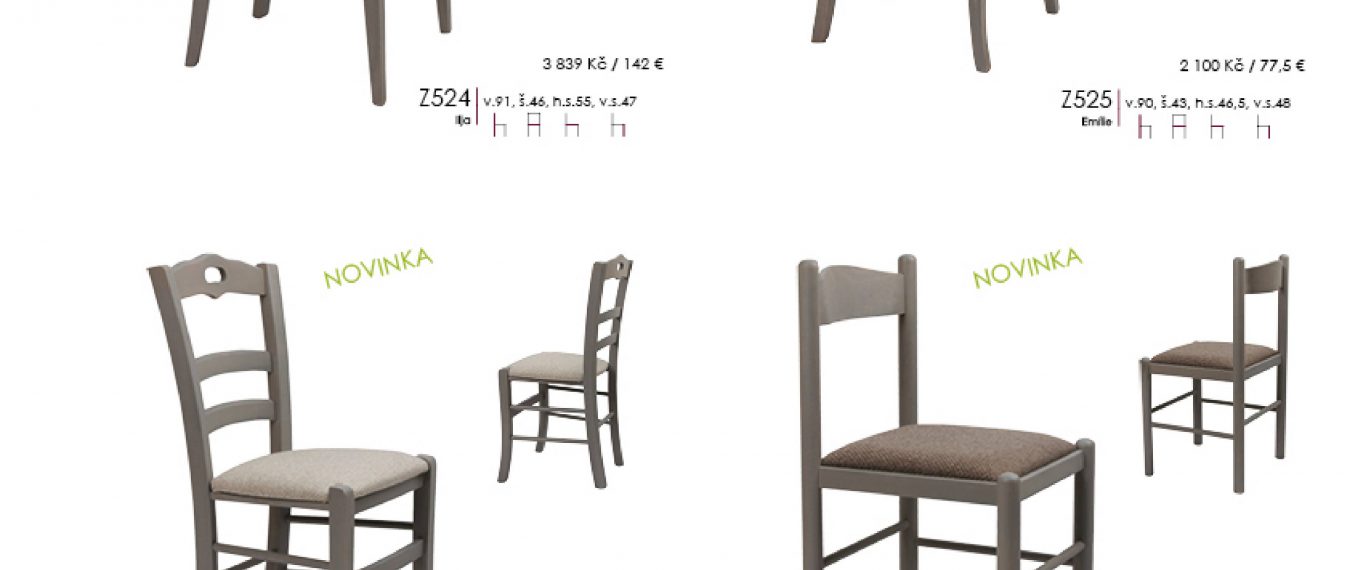 3 839 Kč / 142 €
Z524 v.91, š.46, h.s.55, v.s.47
Ilja
2 100 Kč / 77,5 €
Z525 v.90, š.43, h.s.46,5, v.s.48
Emílie
NOVINKA
NOVINKA